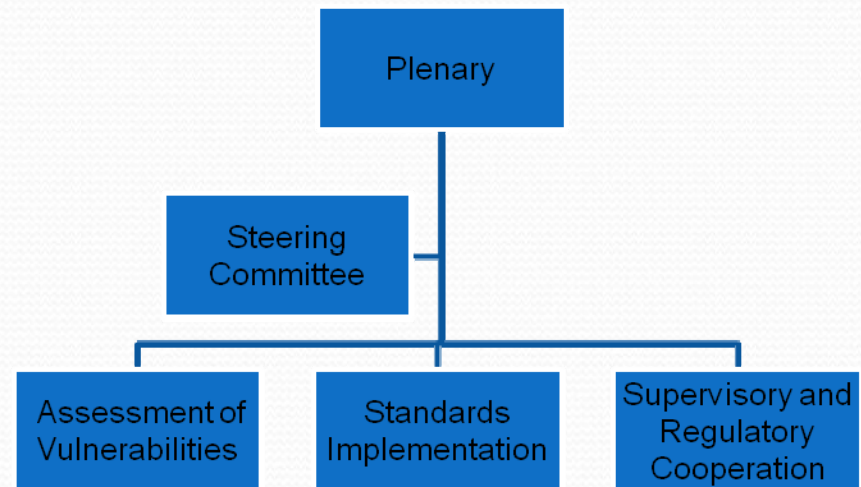 Plenary
Steering
Committee
Assessment of
Vulnerabilities
Standards
Implementation
Supervisory and
Regulatory
Cooperation